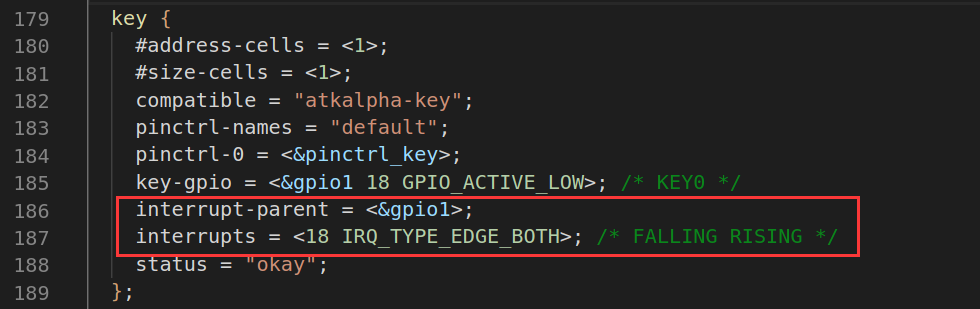 179 key {
180 #address-cells = <1>;
181 #size-cells = <1>;
182 compatible = "atkalpha-key";
183 pinctrl-names = "default";
184 pinctrl-0 = <&pinctrl_key>;
185 key-gpio = <&gpio1 18 GPIO_ACTIVE_LOW>; /* KEY0 */
186 interrupt-parent = <&gpio1>;
187 interrupts = <18 IRQ_TYPE_EDGE_BOTH>; /* FALLING RISING */
188 status = "okay";
189 };